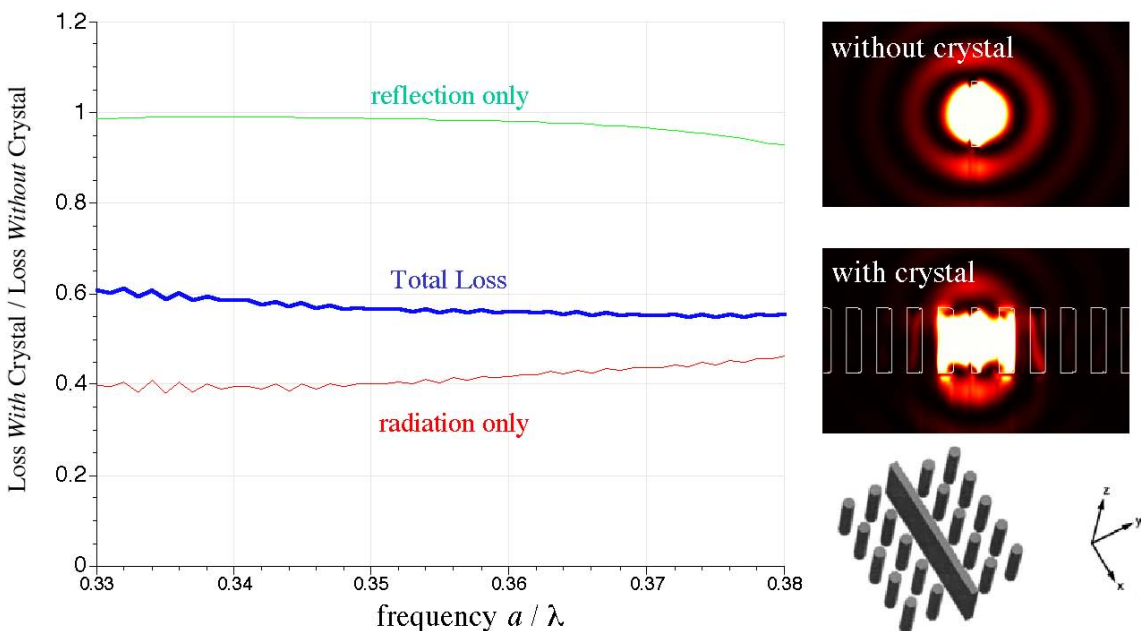 Loss With Crystal / Loss Without Crystal
1.2
1
0.8
0.6
0.4
0.2
0
reflection only
Total Loss
radiation only
0.33
0.34
0.35
0.36
0.37
0.38
frequency a / λ
without crystal
with crystal
z
y
x